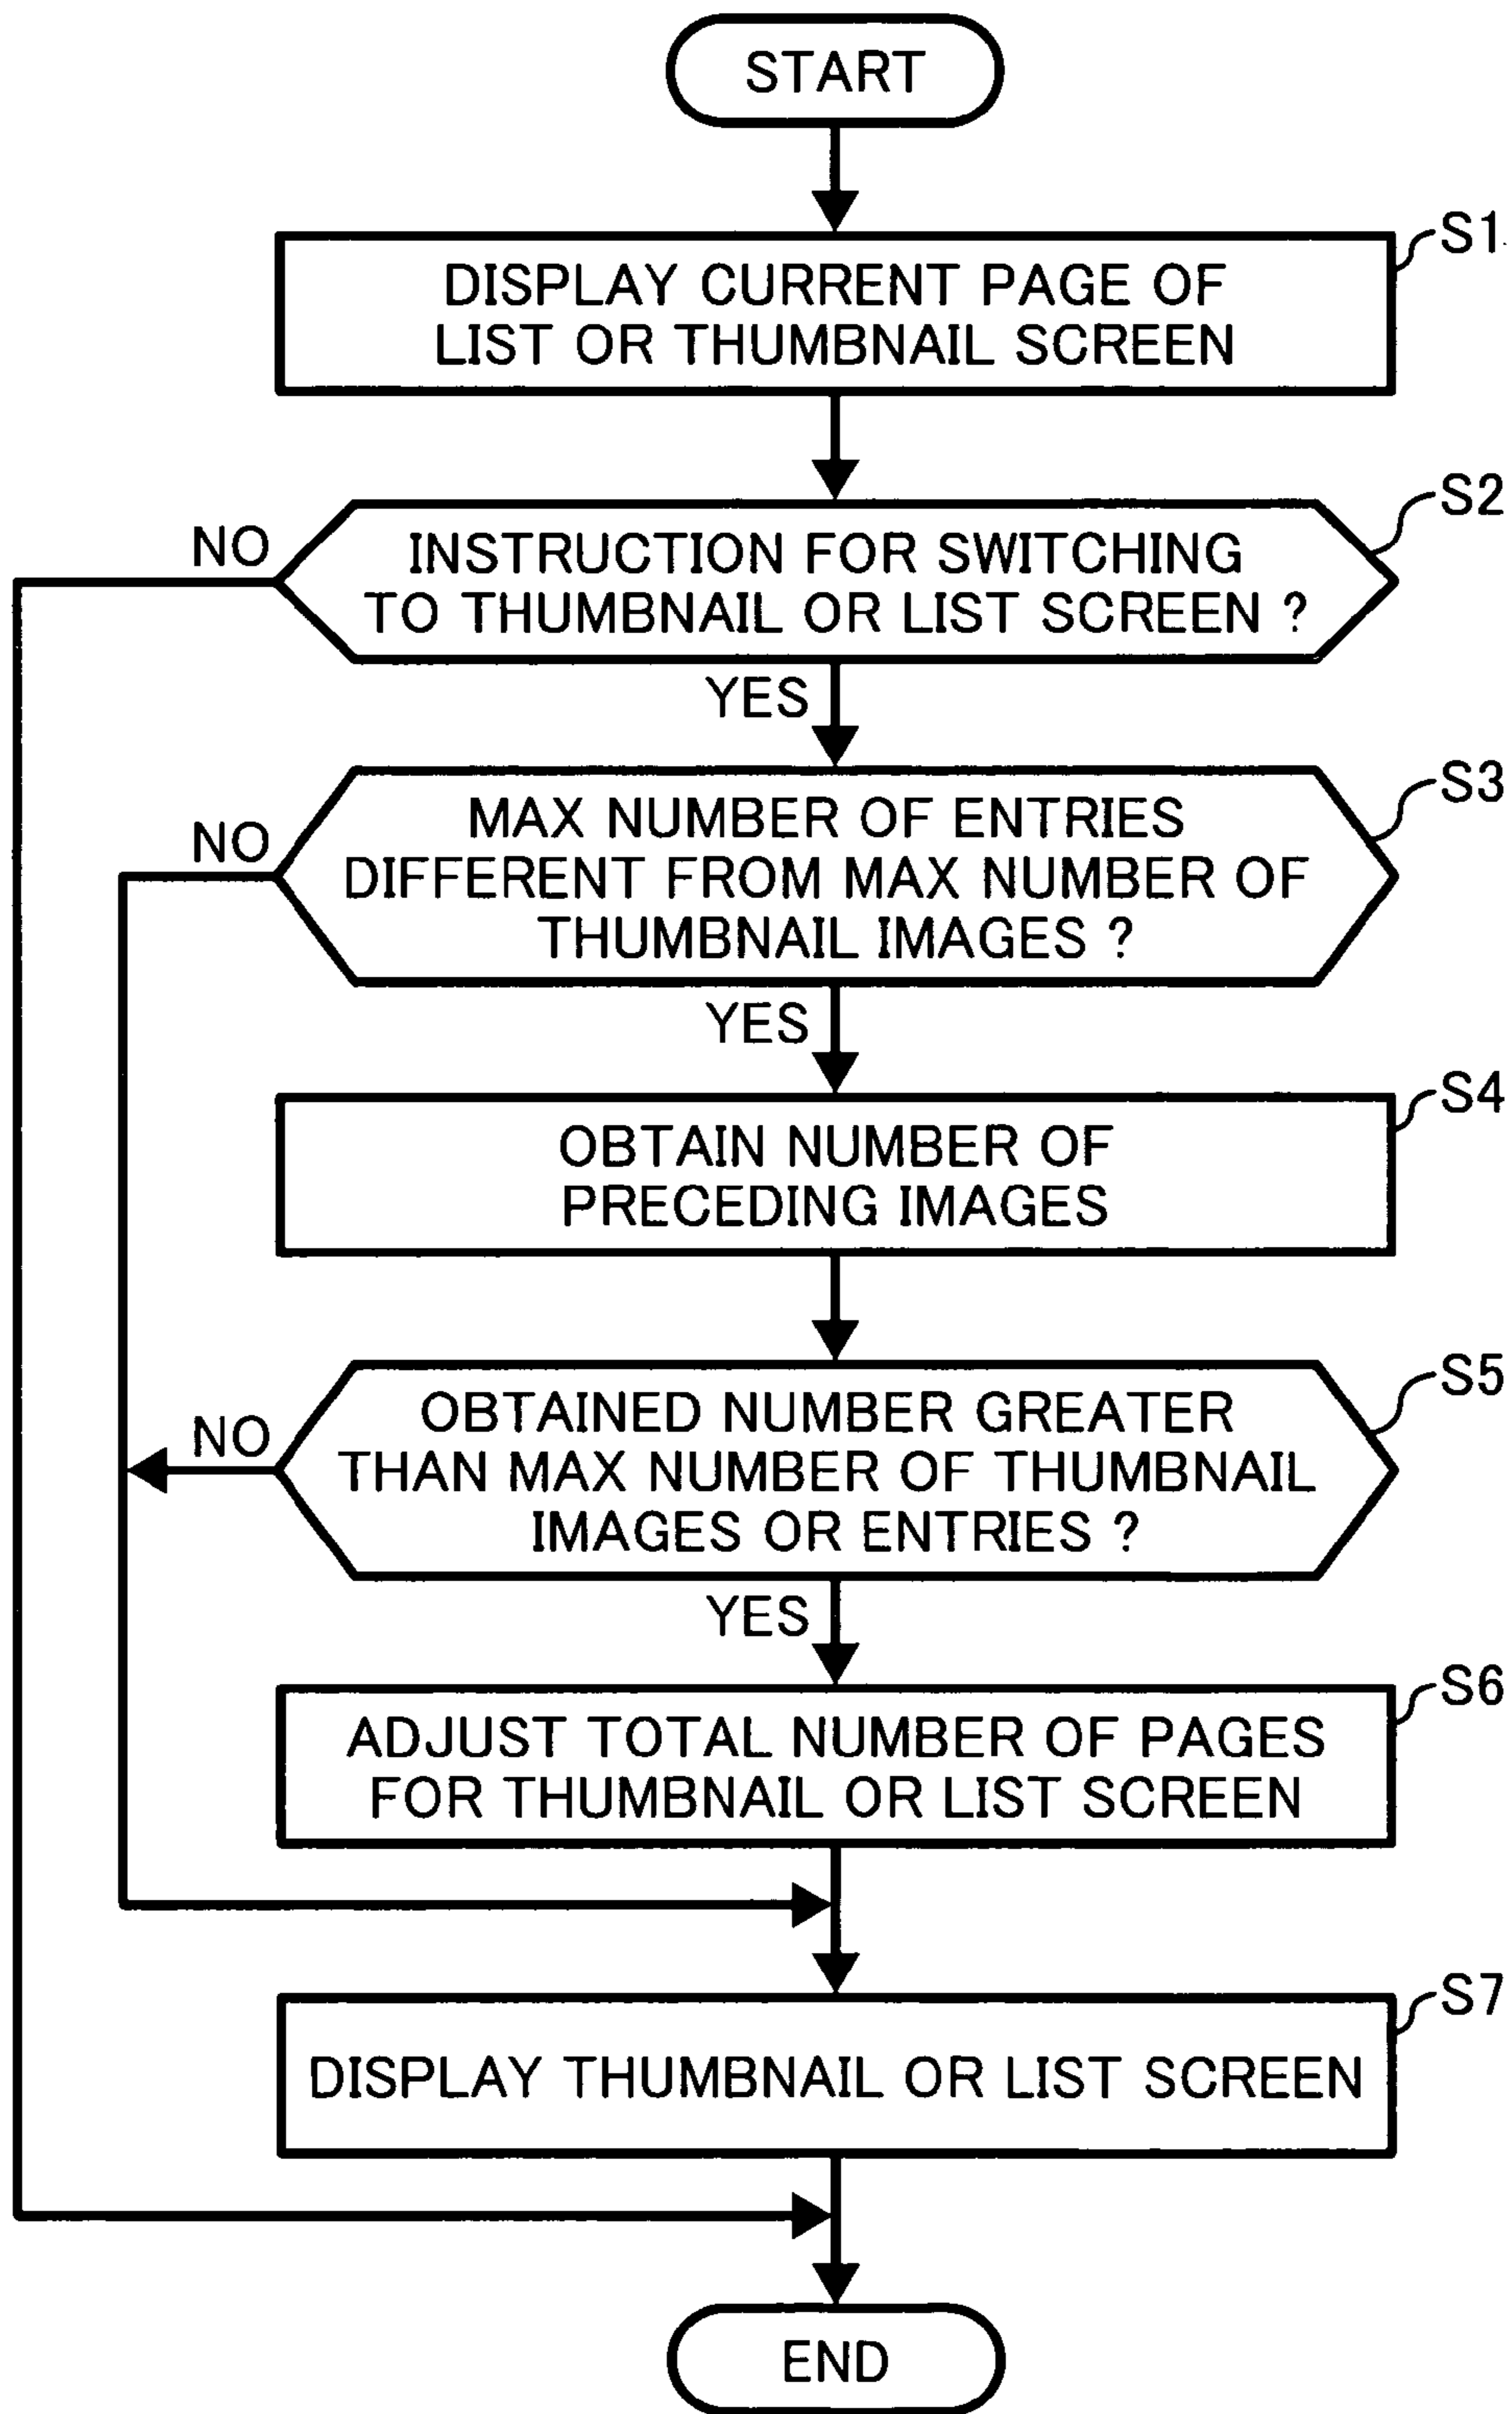 START
S1
DISPLAY CURRENT PAGE OF
LIST OR THUMBNAIL SCREEN
S2
NO
INSTRUCTION FOR SWITCHING
TO THUMBNAIL OR LIST SCREEN ?
YES
S3
NO
MAX NUMBER OF ENTRIES
DIFFERENT FROM MAX NUMBER OF
THUMBNAIL IMAGES ?
YES
S4
OBTAIN NUMBER OF
PRECEDING IMAGES
S5
NO
OBTAINED NUMBER GREATER
THAN MAX NUMBER OF THUMBNAIL
IMAGES OR ENTRIES ?
YES
S6
ADJUST TOTAL NUMBER OF PAGES
FOR THUMBNAIL OR LIST SCREEN
S7
DISPLAY THUMBNAIL OR LIST SCREEN
END